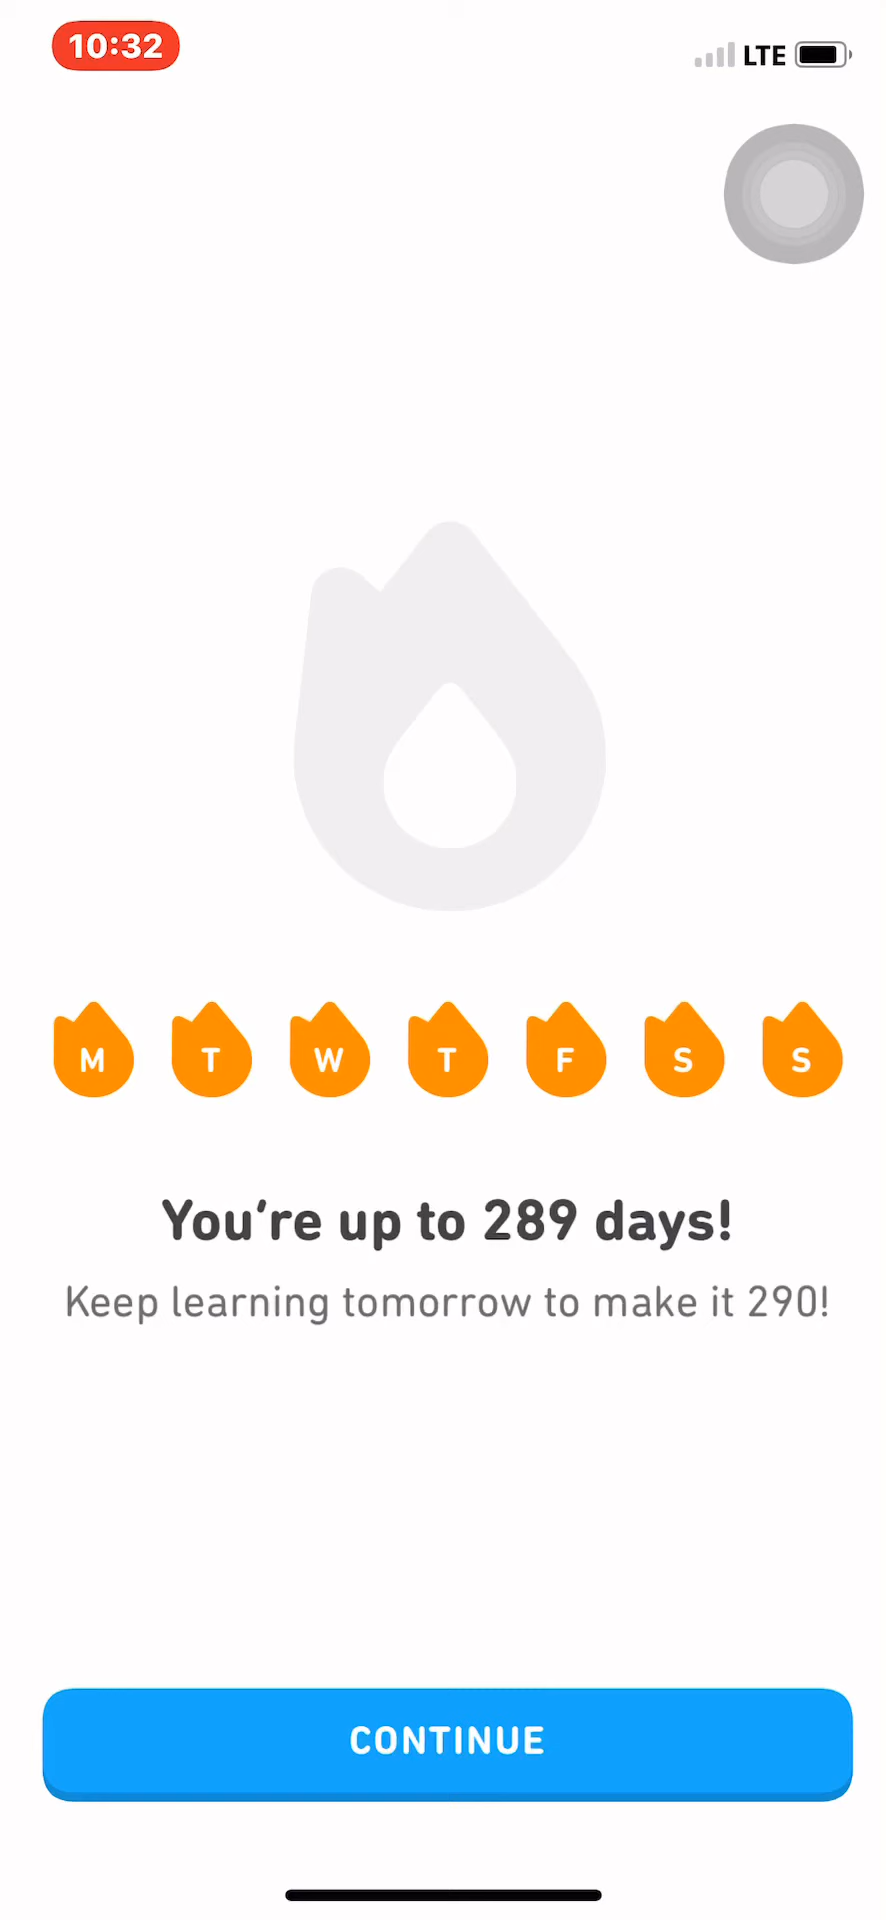 10:32 LTE
M T W T F S S
You're up to 289 days!
Keep learning tomorrow to make it 290!
CONTINUE